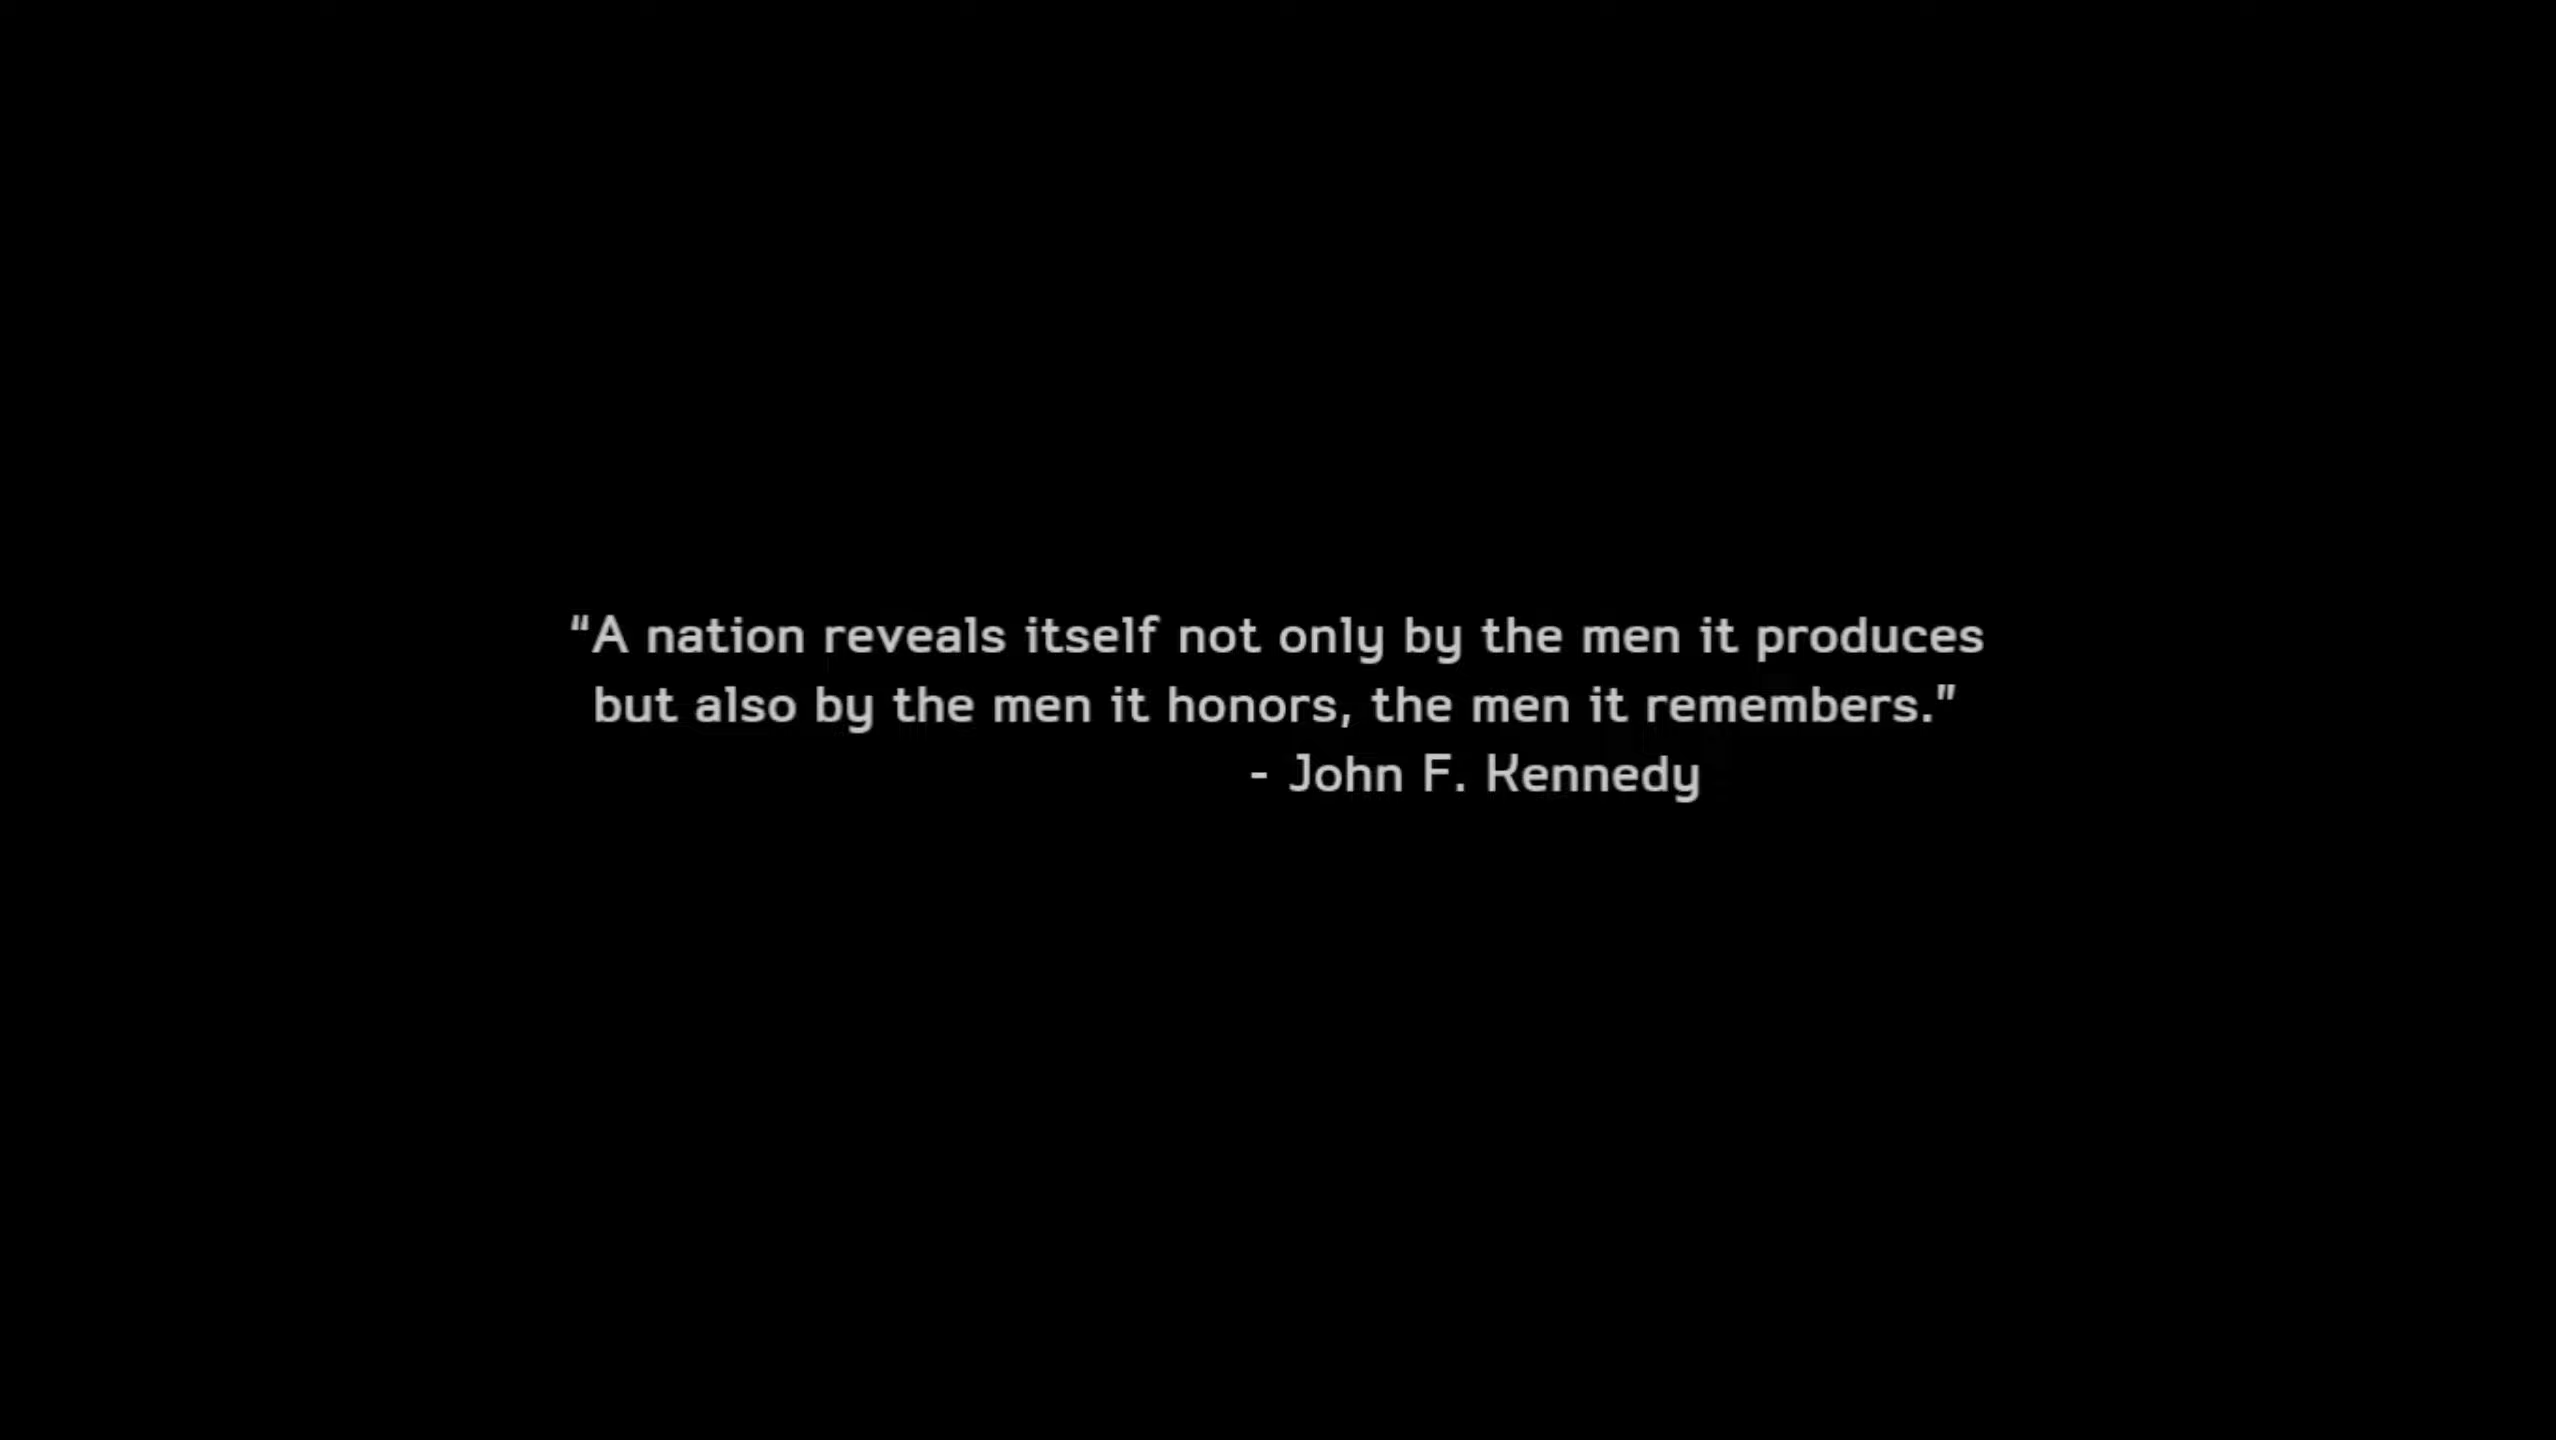 “A nation reveals itself not only by the men it produces
but also by the men it honors, the men it remembers.”
- John F. Kennedy